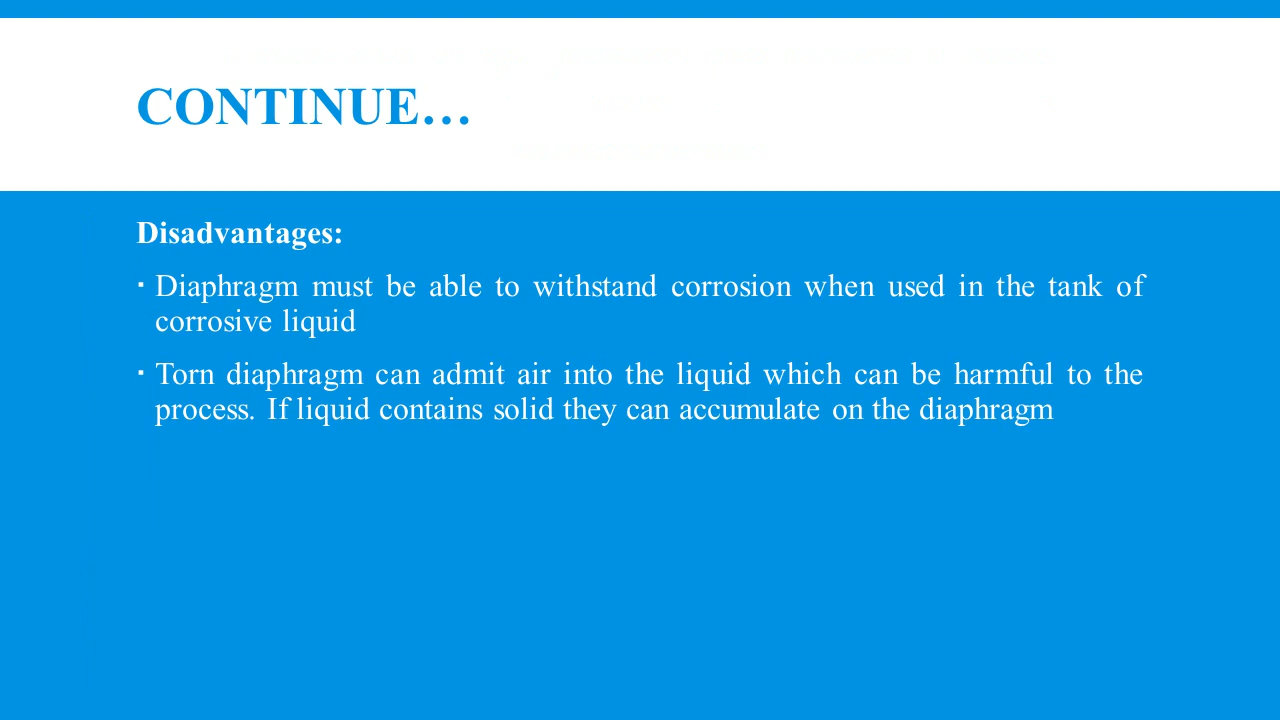 CONTINUE…
Disadvantages:
▪ Diaphragm must be able to withstand corrosion when used in the tank of
corrosive liquid
▪ Torn diaphragm can admit air into the liquid which can be harmful to the
process. If liquid contains solid they can accumulate on the diaphragm